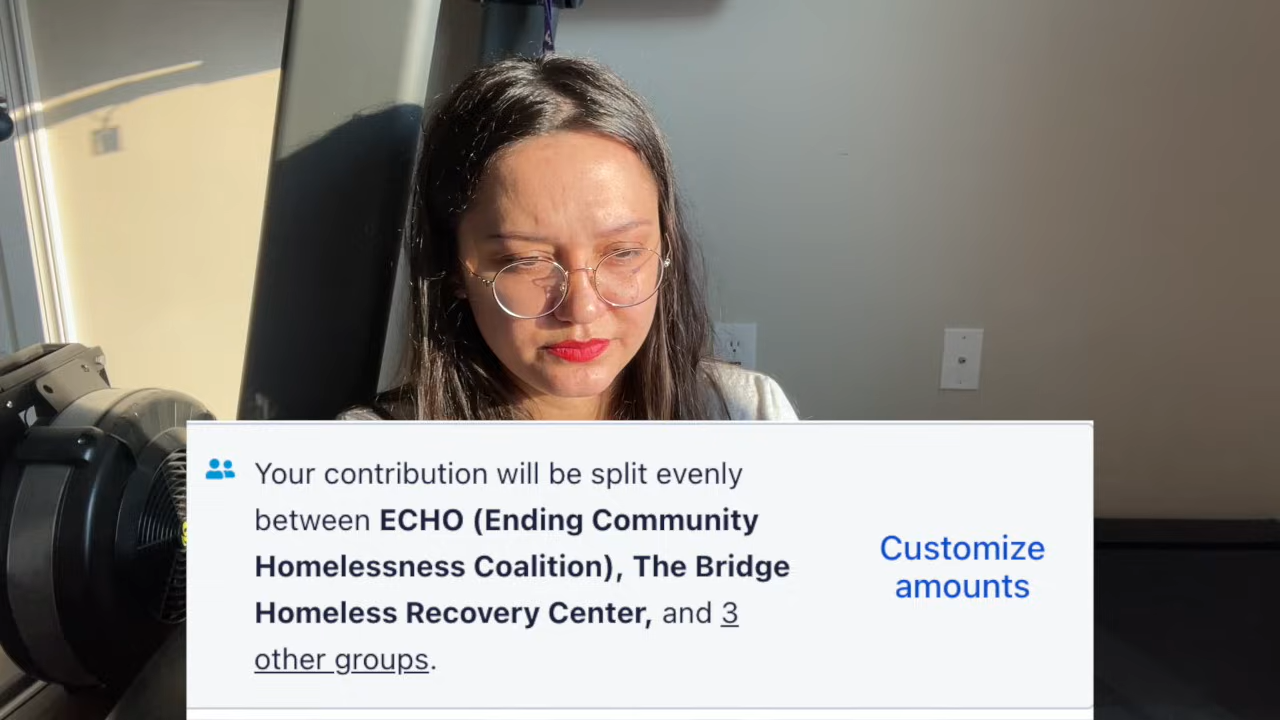 Your contribution will be split evenly
between ECHO (Ending Community
Homelessness Coalition), The Bridge
Homeless Recovery Center, and 3
other groups.
Customize
amounts